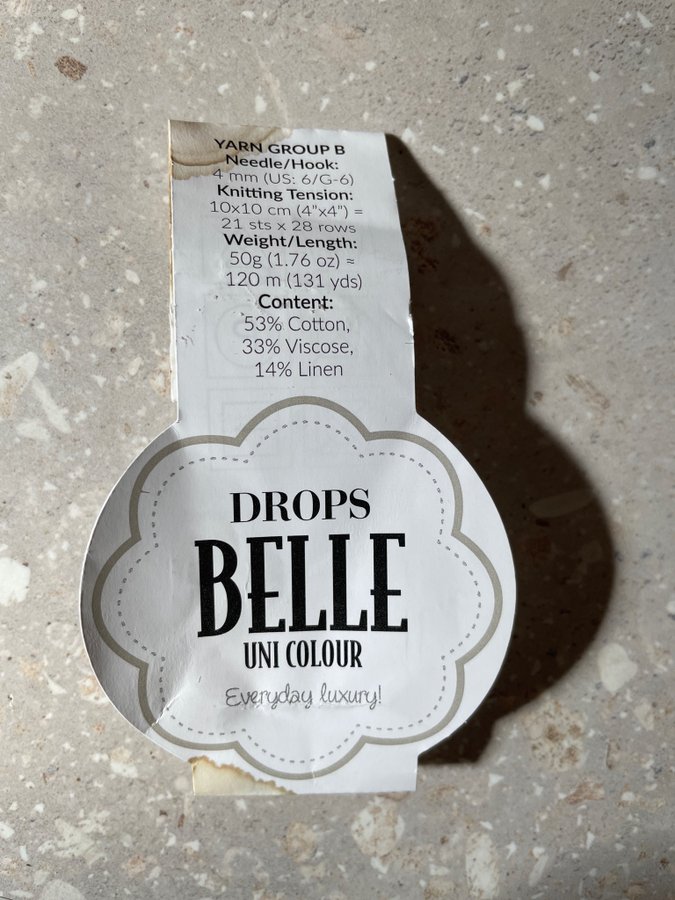 YARN GROUP B
Needle/Hook:
4 mm (US: 6/G-6)
Knitting Tension:
10x10 cm (4"x4") =
21 sts x 28 rows
Weight/Length:
50g (1.76 oz) =
120 m (131 yds)
Content:
53% Cotton,
33% Viscose,
14% Linen
DROPS
BELLE
UNI COLOUR
Everyday luxury!